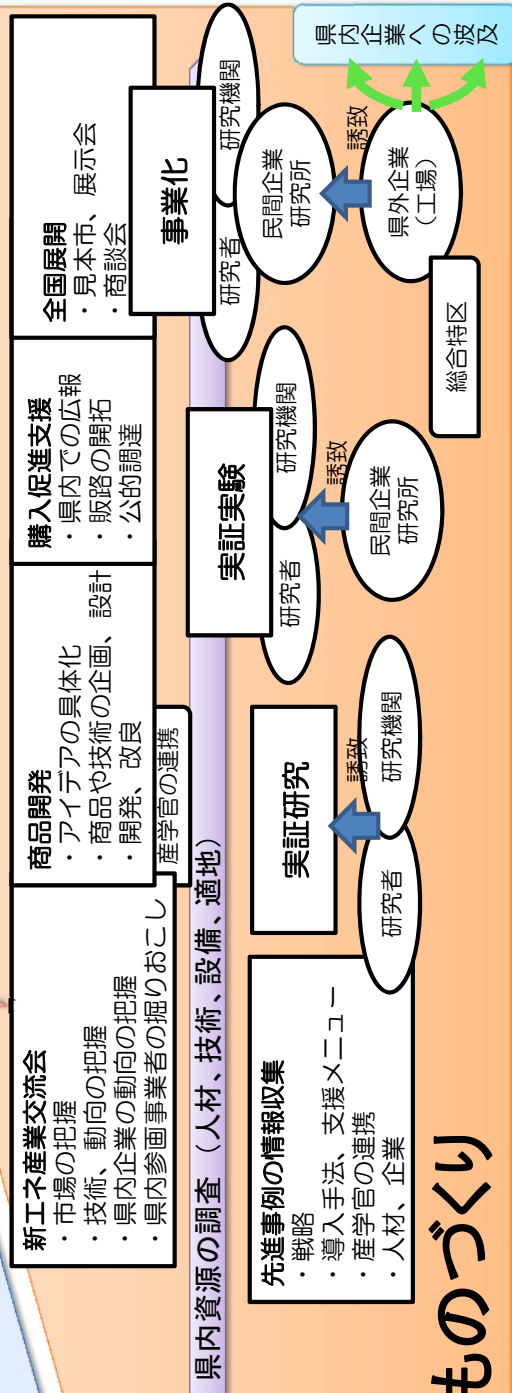 新エネ産業交流会
・市場の把握
・技術、動向の把握
・県内企業の動向の把握
・県内参画事業者の掘りおこし
商品開発
・アイデアの具体化
・商品や技術の企画、設計
・開発、改良
産学官の連携
購入促進支援
・県内での広報
・販路の開拓
・公的調達
全国展開
・見本市、展示会
・商談会
県内資源の調査（人材、技術、設備、適地）
先進事例の情報収集
・戦略
・導入手法、支援メニュー
・産学官の連携
・人材、企業
実証研究
誘致
研究者
研究機関
実証実験
研究者
研究機関
誘致
民間企業
研究所
事業化
研究者
研究機関
民間企業
研究所
誘致
県外企業
（工場）
総合特区
県内企業への波及
ものづくり